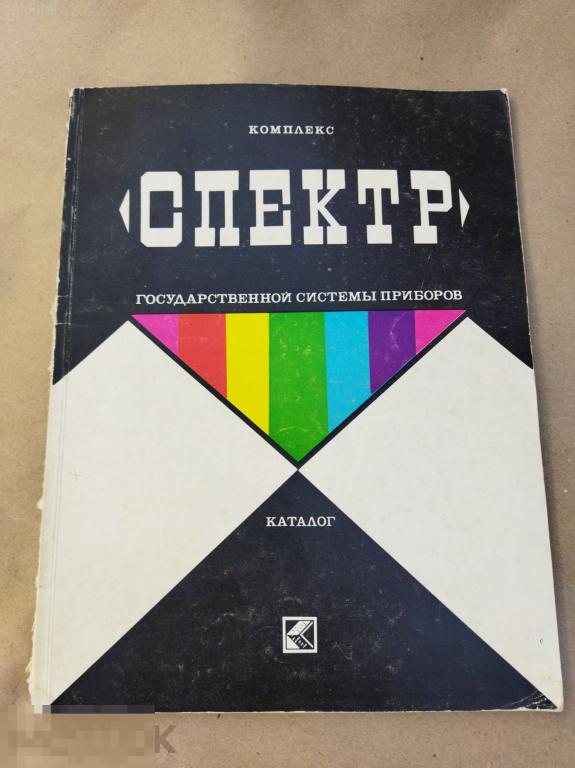 КОМПЛЕКС
‹СПЕКТР›
ГОСУДАРСТВЕННОЙ СИСТЕМЫ ПРИБОРОВ
КАТАЛОГ